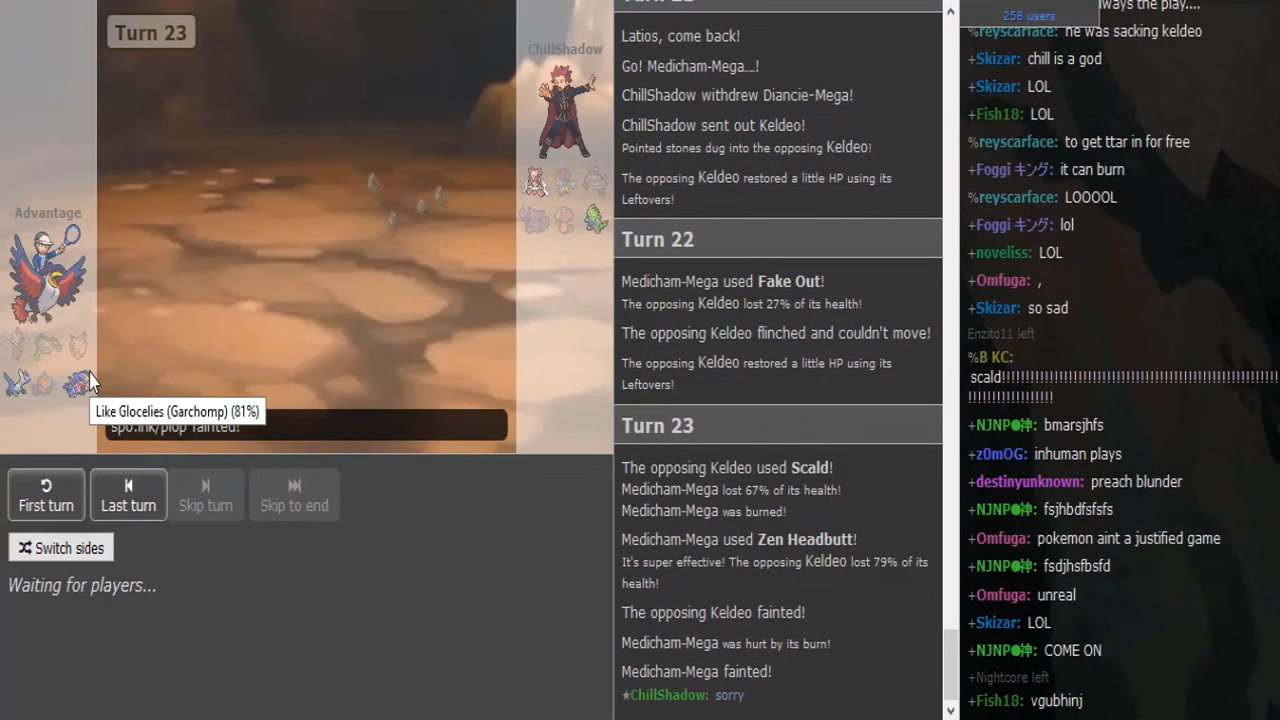 Turn 23
ChillShadow
Advantage
Like Glocelies (Garchomp) (81%)
spo.ink/plop fainted!
First turn
Last turn
Skip turn
Skip to end
Switch sides
Waiting for players...
Latios, come back!
Go! Medicham-Mega...!
ChillShadow withdrew Diancie-Mega!
ChillShadow sent out Keldeo!
Pointed stones dug into the opposing Keldeo!
The opposing Keldeo restored a little HP using its
Leftovers!
Turn 22
Medicham-Mega used Fake Out!
The opposing Keldeo lost 27% of its health!
The opposing Keldeo flinched and couldn't move!
The opposing Keldeo restored a little HP using its
Leftovers!
Turn 23
The opposing Keldeo used Scald!
Medicham-Mega lost 67% of its health!
Medicham-Mega was burned!
Medicham-Mega used Zen Headbutt!
It's super effective! The opposing Keldeo lost 79% of its
health!
The opposing Keldeo fainted!
Medicham-Mega was hurt by its burn!
Medicham-Mega fainted!
★ChillShadow: sorry
258 users
ways the play....
%reyscarface: he was sacking keldeo
+Skizar: chill is a god
+Skizar: LOL
+Fish18: LOL
%reyscarface: to get ttar in for free
+Foggi キング: it can burn
%reyscarface: LOOOOL
+Foggi キング: lol
+noveliss: LOL
+Omfuga: ,
+Skizar: so sad
Enzito11 left
%B KC:
scald!!!!!!!!!!!!!!!!!!!!!!!!!!!!!!!!!!!!!!!!!!!!!!!!!!
!!!!!!!!!!!!!!!!!!
+NJNP●神: bmarsjhfs
+z0mOG: inhuman plays
+destinyunknown: preach blunder
+NJNP●神: fsjhbdfsfsfs
+Omfuga: pokemon aint a justified game
+NJNP●神: fsdjhsfbsfd
+Omfuga: unreal
+Skizar: LOL
+NJNP●神: COME ON
+Nightcore left
+Fish18: vgubhinj